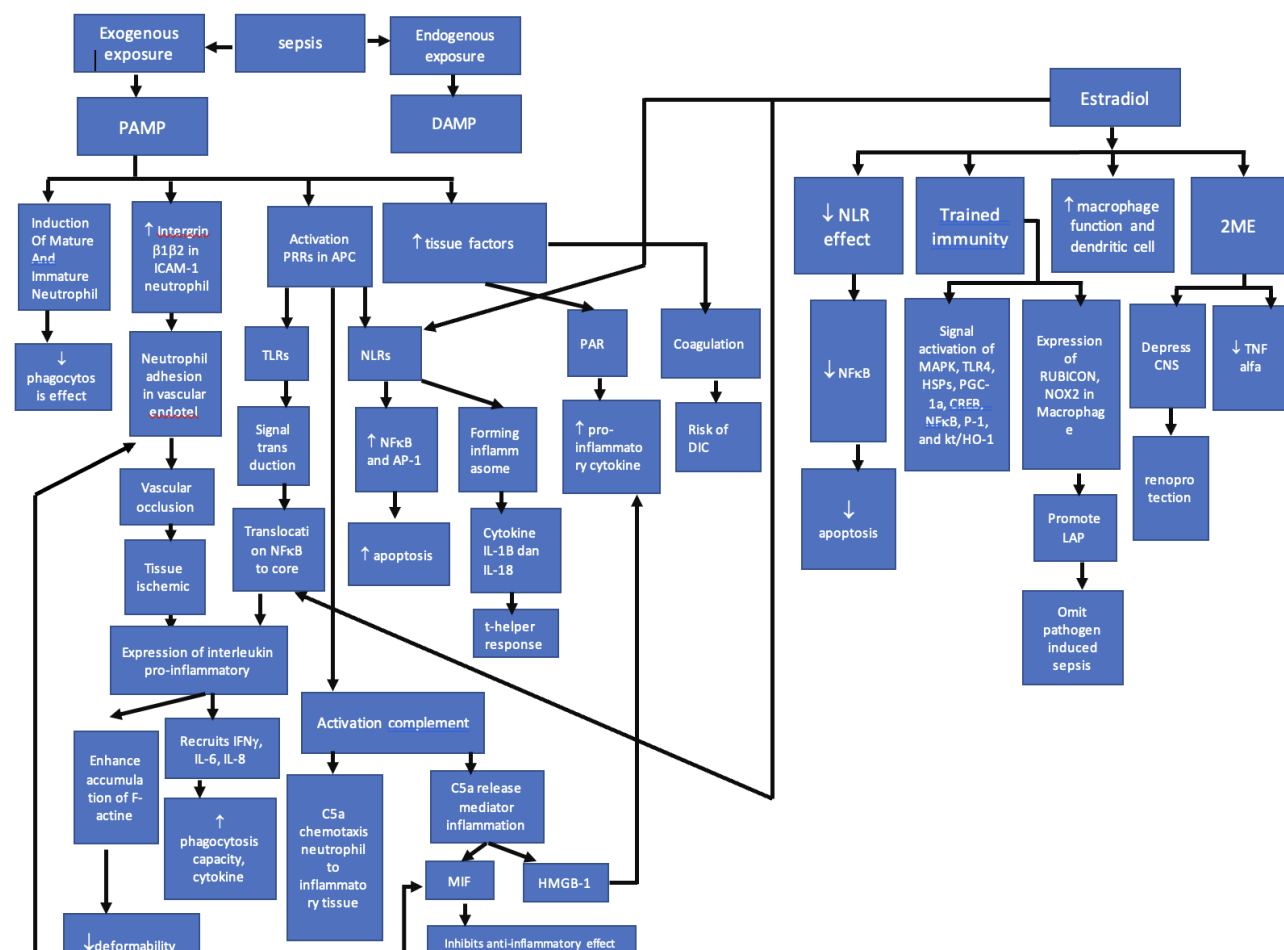 Exogenous
exposure
sepsis
Endogenous
exposure
PAMP
DAMP
Estradiol
Induction
Of Mature
And
Immature
Neutrophil
↑ Intergrin
β1β2 in
ICAM-1
neutrophil
Activation
PRRs in APC
↑ tissue factors
↓ NLR
effect
Trained
immunity
↑ macrophage
function and
dendritic cell
2ME
↓
phagocytos
is effect
Neutrophil
adhesion
in vascular
endotel
TLRs
NLRs
PAR
Coagulation
↓ NFκB
Signal
activation of
MAPK, TLR4,
HSPs, PGC-
1a, CREB,
NFκB, P-1,
and kt/HO-1
Expression
of
RUBICON,
NOX2 in
Macrophag
e
Depress
CNS
↓ TNF
alfa
Signal
trans
duction
↑ NFκB
and AP-1
Forming
inflamm
asome
↑ pro-
inflammato
ry cytokine
Risk of
DIC
Vascular
occlusion
↓
apoptosis
renopro
tection
Translocati
on NFκB
to core
↑ apoptosis
Cytokine
IL-1B dan
IL-18
Promote
LAP
Tissue
ischemic
t-helper
response
Omit
pathogen
induced
sepsis
Expression of interleukin
pro-inflammatory
Activation complement
Enhance
accumula
tion of F-
actine
Recruits IFNγ,
IL-6, IL-8
↑
phagocytosis
capacity,
cytokine
C5a
chemotaxis
neutrophil
to
inflammato
ry tissue
C5a release
mediator
inflammation
MIF
HMGB-1
↓deformability
Inhibits anti-inflammatory effect